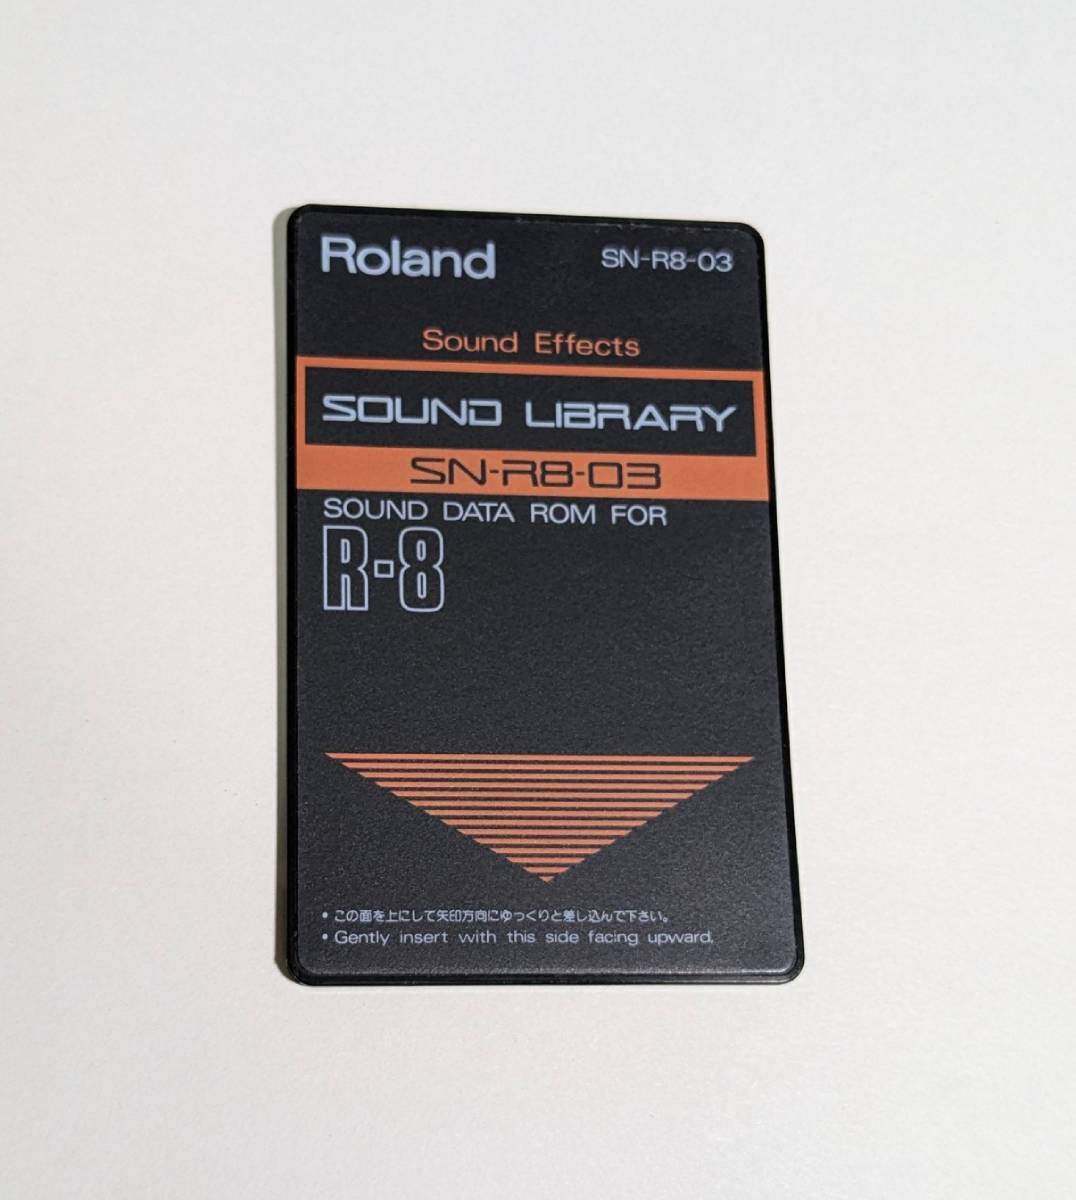 Roland SN-R8-03
Sound Effects
SOUND LIBRARY
SN-R8-03
SOUND DATA ROM FOR
R-8
• この面を上にして矢印方向にゆっくりと差し込んで下さい。
• Gently insert with this side facing upward.